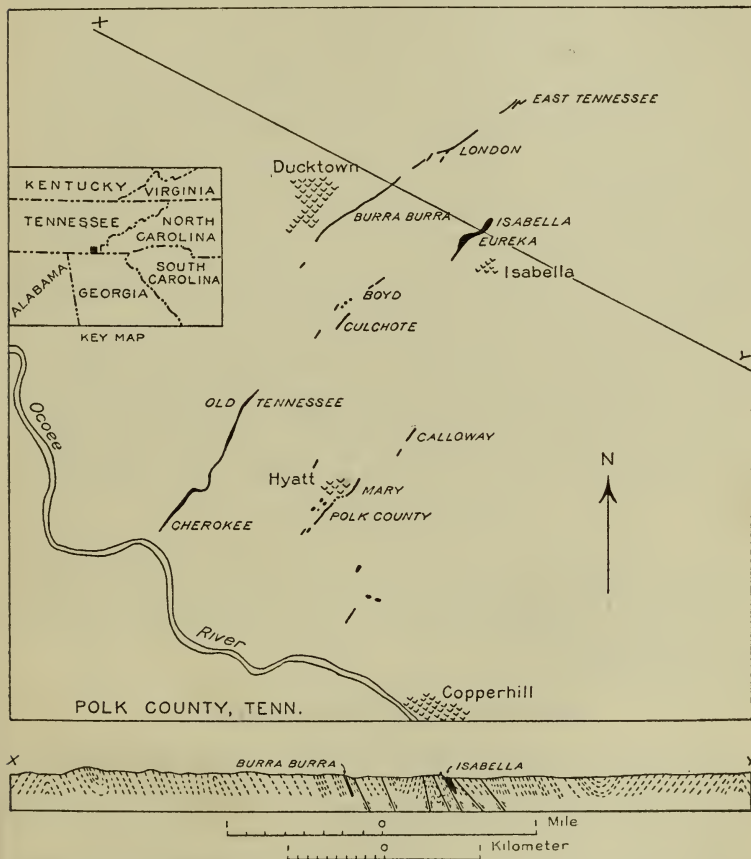 X
EAST TENNESSEE
LONDON
Ducktown
BURRA BURRA
ISABELLA
EUREKA
Isabella
KENTUCKY
VIRGINIA
TENNESSEE
NORTH
CAROLINA
SOUTH
CAROLINA
ALABAMA
GEORGIA
KEY MAP
BOYD
CULCHOTE
Y
OLD TENNESSEE
CALLOWAY
Ocoee
Hyatt
MARY
POLK COUNTY
CHEROKEE
N
River
Copperhill
POLK COUNTY, TENN.
X
BURRA BURRA
ISABELLA
Y
1 0 1 Mile
1 0 1 Kilometer